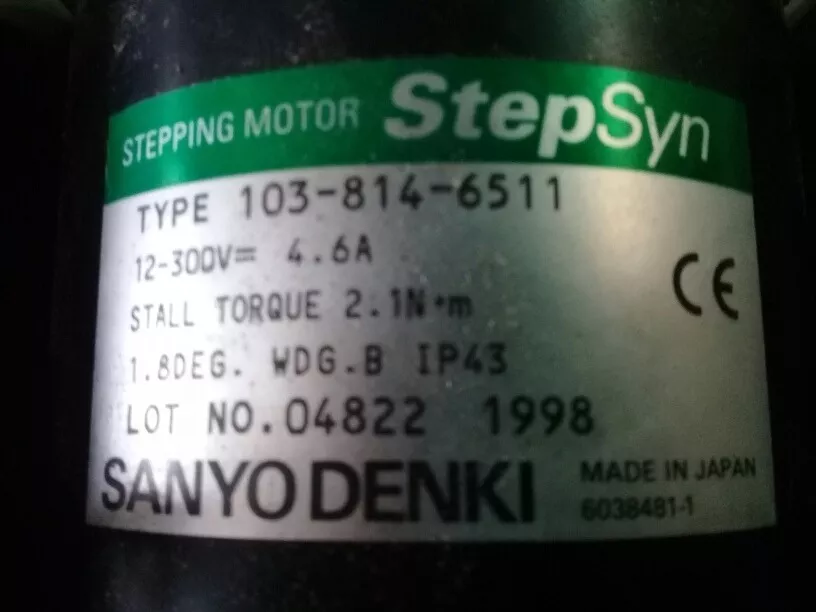 STEPPING MOTOR StepSyn
TYPE 103-814-6511
12-300V⎓ 4.6A
STALL TORQUE 2.1N·m
1.8DEG. WDG.B IP43
CE
LOT NO.04822 1998
SANYO DENKI
MADE IN JAPAN
6038481-1